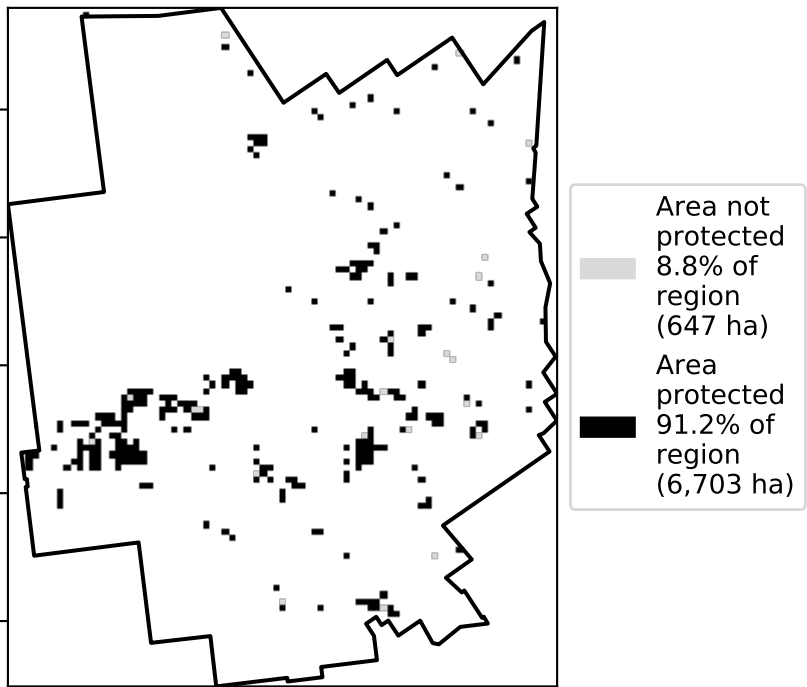 Area not
protected
8.8% of
region
(647 ha)
Area
protected
91.2% of
region
(6,703 ha)